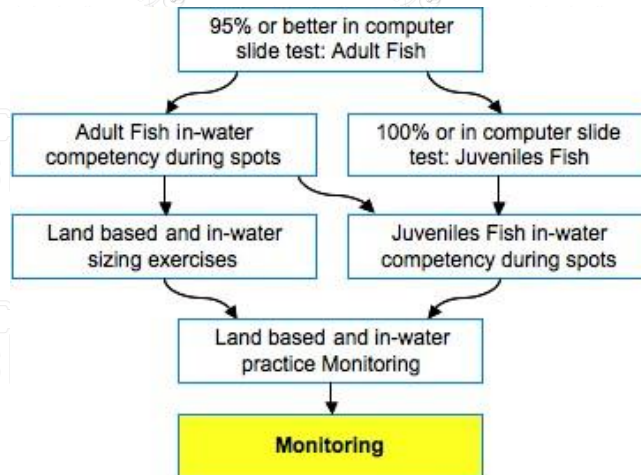 95% or better in computer
slide test: Adult Fish
Adult Fish in-water
competency during spots
100% or in computer slide
test: Juveniles Fish
Land based and in-water
sizing exercises
Juveniles Fish in-water
competency during spots
Land based and in-water
practice Monitoring
Monitoring